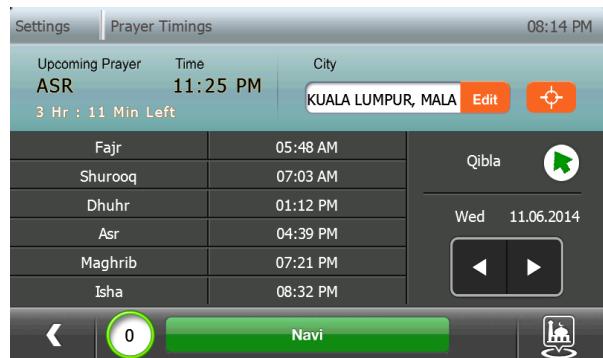 Settings Prayer Timings 08:14 PM
Upcoming Prayer Time City
ASR 11:25 PM
KUALA LUMPUR, MALA Edit
3 Hr : 11 Min Left
Fajr 05:48 AM
Qibla
Shurooq 07:03 AM
Dhuhr 01:12 PM
Wed 11.06.2014
Asr 04:39 PM
Maghrib 07:21 PM
Isha 08:32 PM
0 Navi